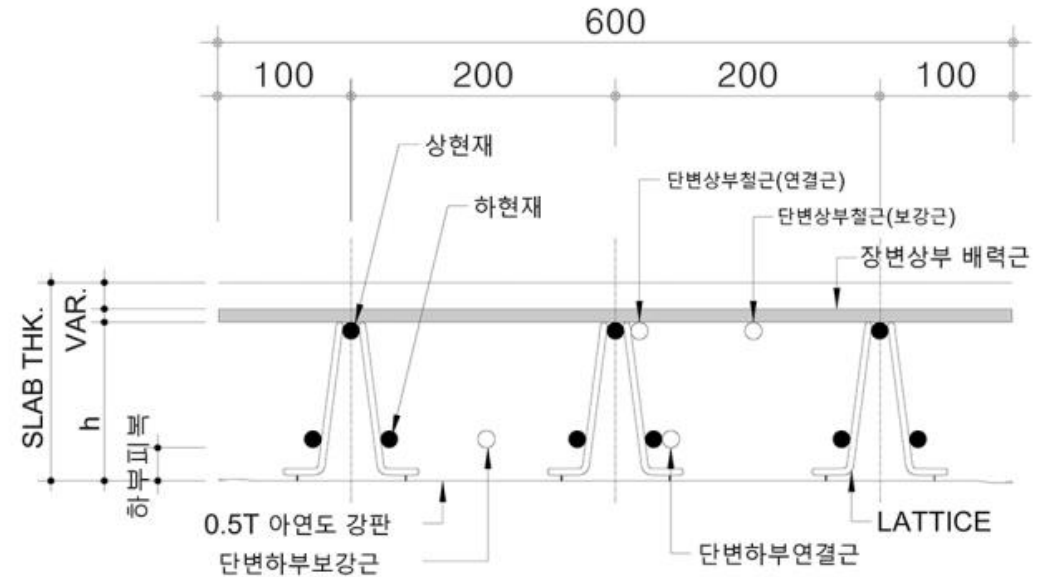 600
100
200
200
100
상현재
단변상부철근(연결근)
하현재
단변상부철근(보강근)
장변상부 배력근
SLAB THK.
VAR.
h
하부피복
0.5T 아연도 강판
LATTICE
단변하부보강근
단변하부연결근